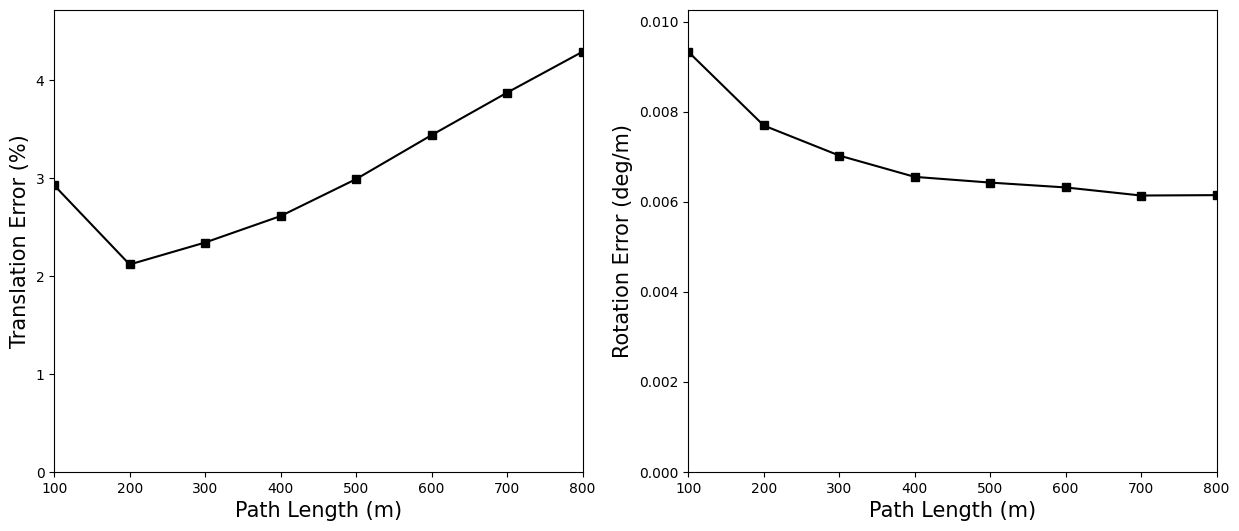 Translation Error (%)
4
3
2
1
0
100 200 300 400 500 600 700 800
Path Length (m)
Rotation Error (deg/m)
0.010
0.008
0.006
0.004
0.002
0.000
100 200 300 400 500 600 700 800
Path Length (m)